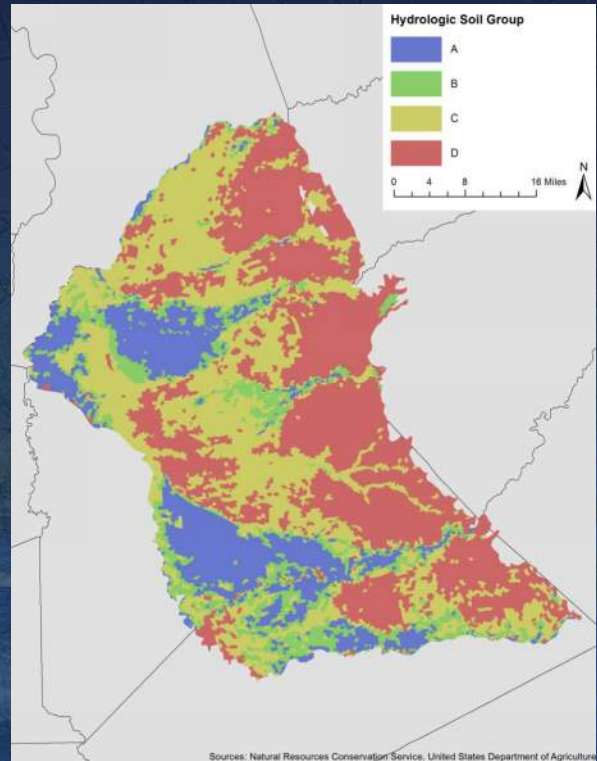 Hydrologic Soil Group
A
B
C
D
N
0 4 8 16 Miles
Sources: Natural Resources Conservation Service, United States Department of Agriculture